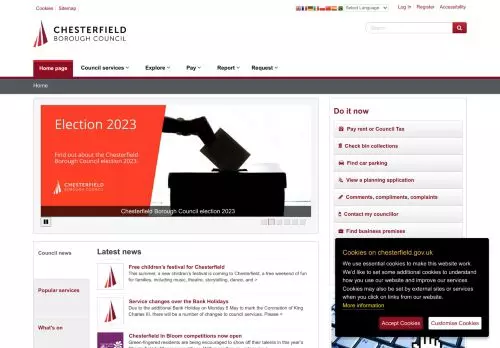 Cookies | Sitemap
Select Language
Log In Register Accessibility
CHESTERFIELD
BOROUGH COUNCIL
Search
Home page
Council services
Explore
Pay
Report
Request
Home
Election 2023
Find out about the Chesterfield
Borough Council election 2023.
CHESTERFIELD
BOROUGH COUNCIL
Chesterfield Borough Council election 2023
Do it now
Pay rent or Council Tax
Check bin collections
Find car parking
View a planning application
Comments, compliments, complaints
Contact my councillor
Find business premises
Council news
Popular services
What's on
Latest news
Free children's festival for Chesterfield
This summer, a new children's festival is coming to Chesterfield, a free weekend of fun
for families, including music, theatre, storytelling, dance, and >
Service changes over the Bank Holidays
Due to the additional Bank Holiday on Monday 8 May to mark the Coronation of King
Charles III, there will be a number of changes to council services. Please >
Chesterfield In Bloom competitions now open
Green-fingered residents are being encouraged to show off their talents in this year's
Cookies on chesterfield.gov.uk
We use essential cookies to make this website work.
We'd like to set some additional cookies to understand
how you use our website and improve our services.
Cookies may also be set by external sites or services
when you click on links from our website.
More information
Accept Cookies
Customise Cookies